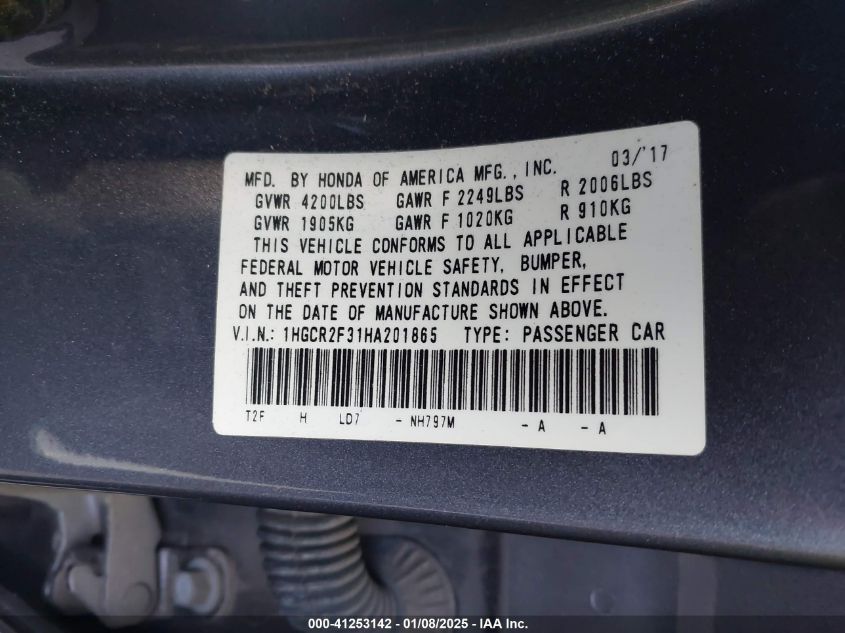 MFD. BY HONDA OF AMERICA MFG., INC. 03/'17
GVWR 4200LBS GAWR F 2249LBS R 2006LBS
GVWR 1905KG GAWR F 1020KG R 910KG
THIS VEHICLE CONFORMS TO ALL APPLICABLE
FEDERAL MOTOR VEHICLE SAFETY, BUMPER,
AND THEFT PREVENTION STANDARDS IN EFFECT
ON THE DATE OF MANUFACTURE SHOWN ABOVE.
V.I.N.: 1HGCR2F31HA201865 TYPE: PASSENGER CAR
T2F H LD7 - NH797M - A - A
000-41253142 - 01/08/2025 - IAA Inc.